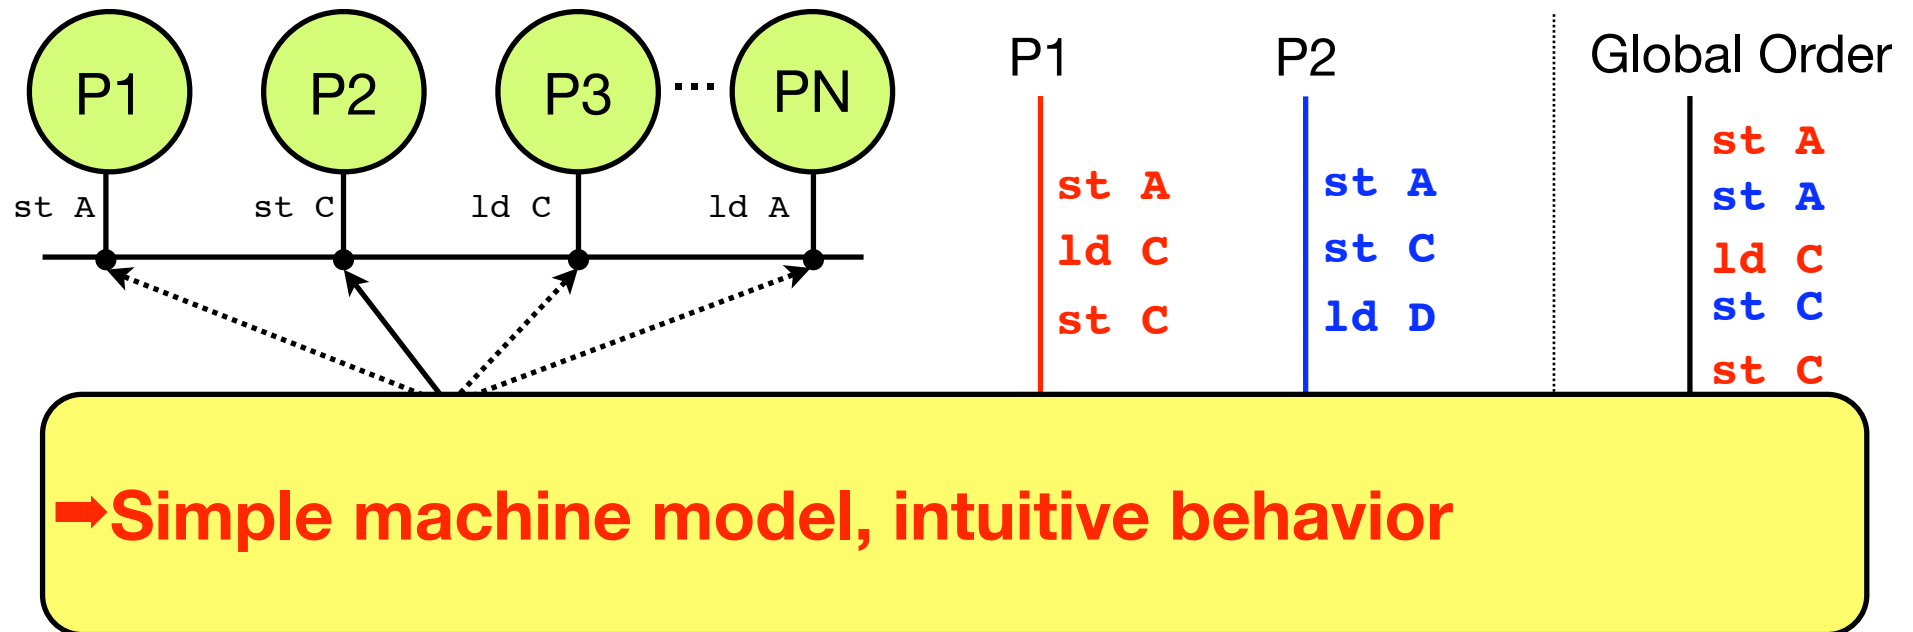 P1 P2 P3 ... PN
st A st C ld C ld A
P1
st A
ld C
st C
P2
st A
st C
ld D
Global Order
st A
st A
ld C
st C
st C
➡Simple machine model, intuitive behavior